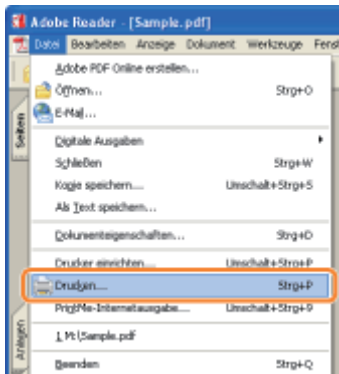 Adobe Reader - [Sample.pdf]
Datei Bearbeiten Anzeige Dokument Werkzeuge Fenst
Adobe PDF Online erstellen...
Öffnen... Strg+O
E-Mail...
Digitale Ausgaben
Schließen Strg+W
Kopie speichern... Umschalt+Strg+S
Als Text speichern...
Dokumenteigenschaften... Strg+D
Drucker einrichten... Umschalt+Strg+P
Drucken... Strg+P
PrintMe-Internetausgabe... Umschalt+Strg+9
1 M:\Sample.pdf
Beenden Strg+Q
Seiten
Anlagen